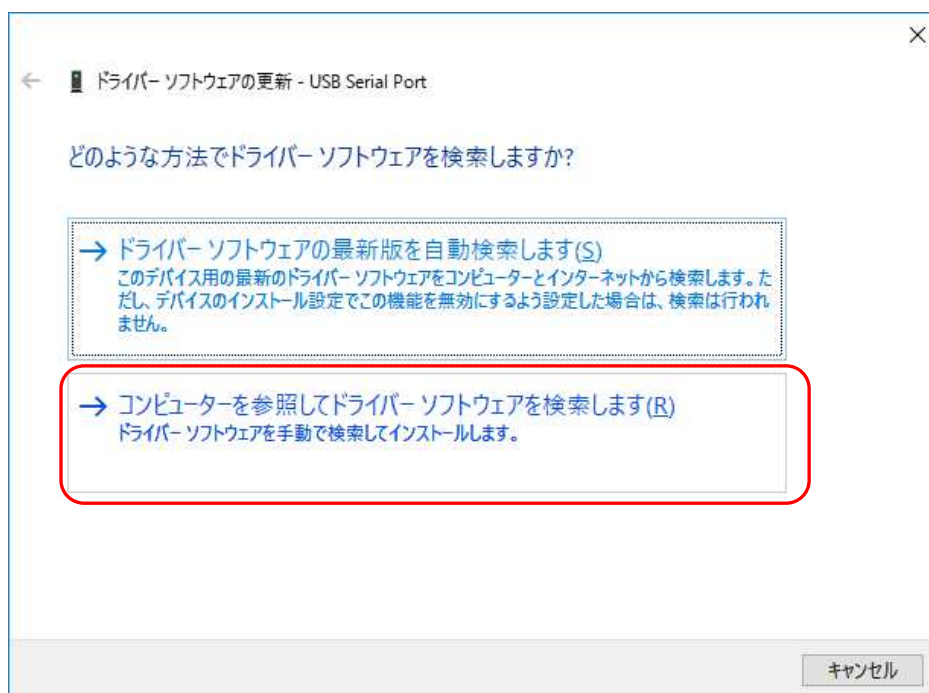 ドライバー ソフトウェアの更新 - USB Serial Port
どのような方法でドライバー ソフトウェアを検索しますか?
→ ドライバー ソフトウェアの最新版を自動検索します(S)
このデバイス用の最新のドライバー ソフトウェアをコンピューターとインターネットから検索します。た
だし、デバイスのインストール設定でこの機能を無効にするよう設定した場合は、検索は行われ
ません。
→ コンピューターを参照してドライバー ソフトウェアを検索します(R)
ドライバー ソフトウェアを手動で検索してインストールします。
キャンセル